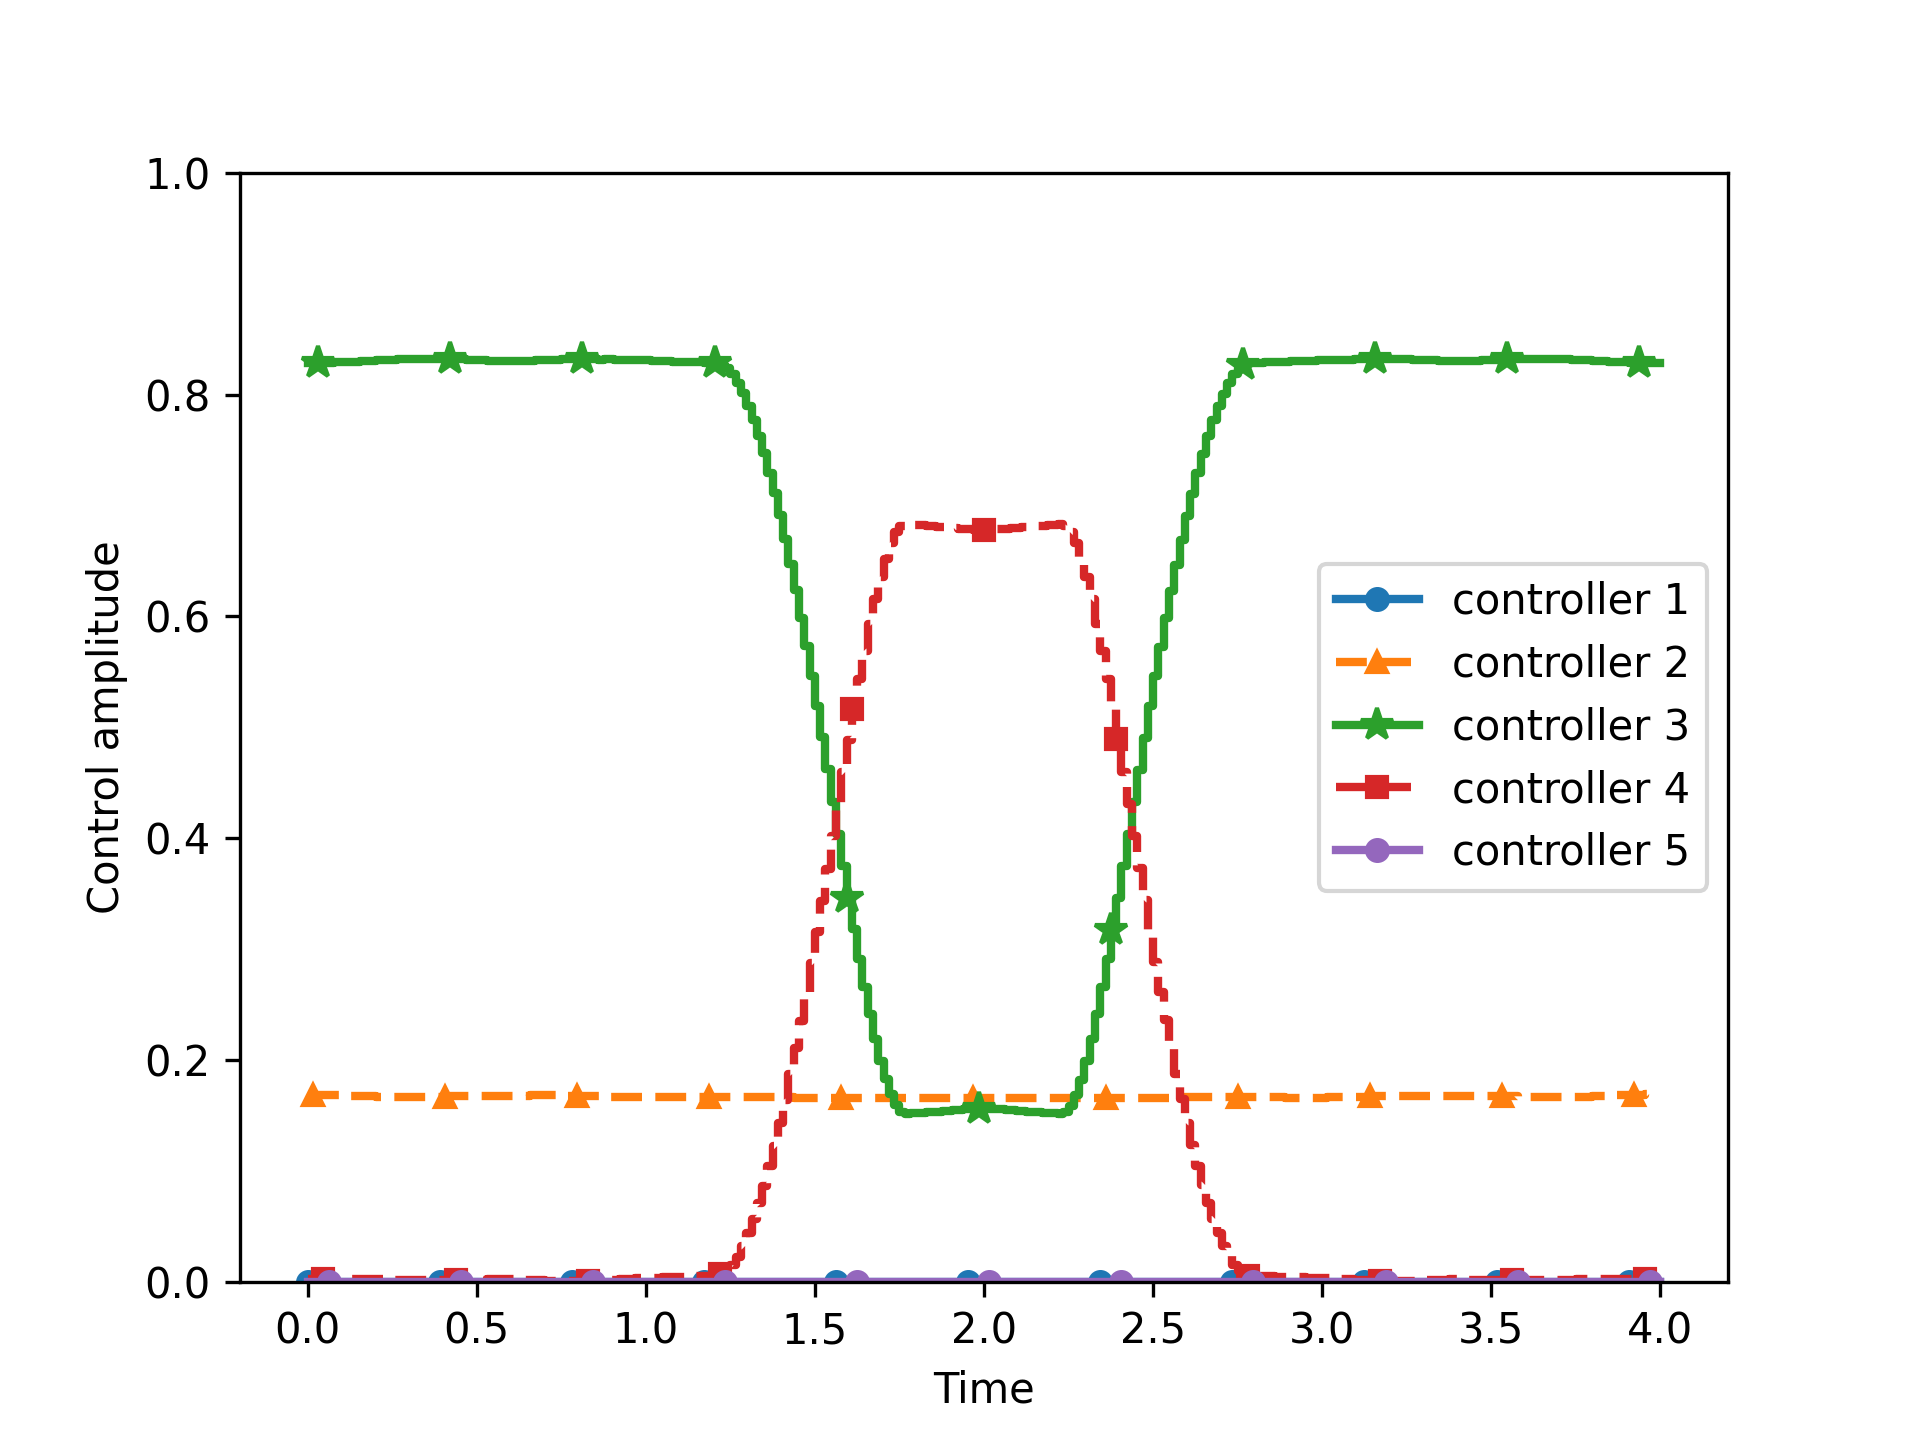 1.0
0.8
0.6
0.4
0.2
0.0
Control amplitude
controller 1
controller 2
controller 3
controller 4
controller 5
0.0 0.5 1.0 1.5 2.0 2.5 3.0 3.5 4.0
Time